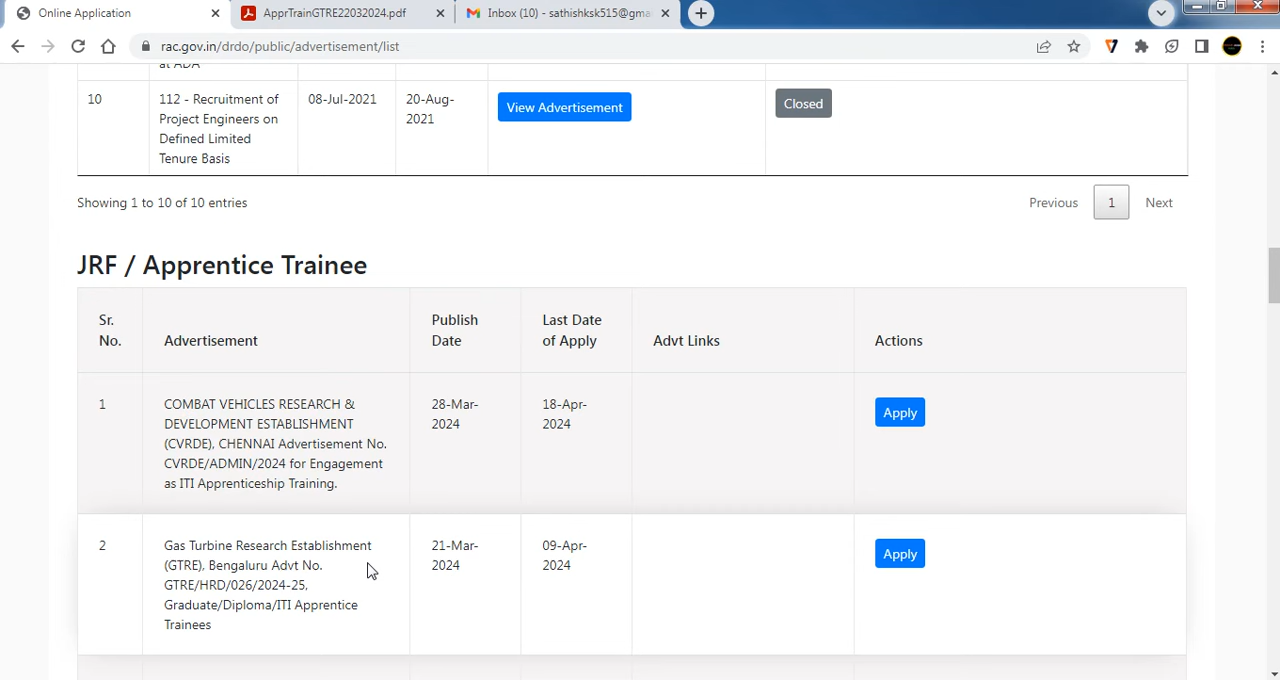 Online Application
ApprTrainGTRE22032024.pdf
Inbox (10) - sathishksk515@gma
rac.gov.in/drdo/public/advertisement/list
at ADA
10
112 - Recruitment of
Project Engineers on
Defined Limited
Tenure Basis
08-Jul-2021
20-Aug-
2021
View Advertisement
Closed
Showing 1 to 10 of 10 entries
Previous
1
Next
JRF / Apprentice Trainee
Sr.
No.
Advertisement
Publish
Date
Last Date
of Apply
Advt Links
Actions
1
COMBAT VEHICLES RESEARCH &
DEVELOPMENT ESTABLISHMENT
(CVRDE), CHENNAI Advertisement No.
CVRDE/ADMIN/2024 for Engagement
as ITI Apprenticeship Training.
28-Mar-
2024
18-Apr-
2024
Apply
2
Gas Turbine Research Establishment
(GTRE), Bengaluru Advt No.
GTRE/HRD/026/2024-25,
Graduate/Diploma/ITI Apprentice
Trainees
21-Mar-
2024
09-Apr-
2024
Apply